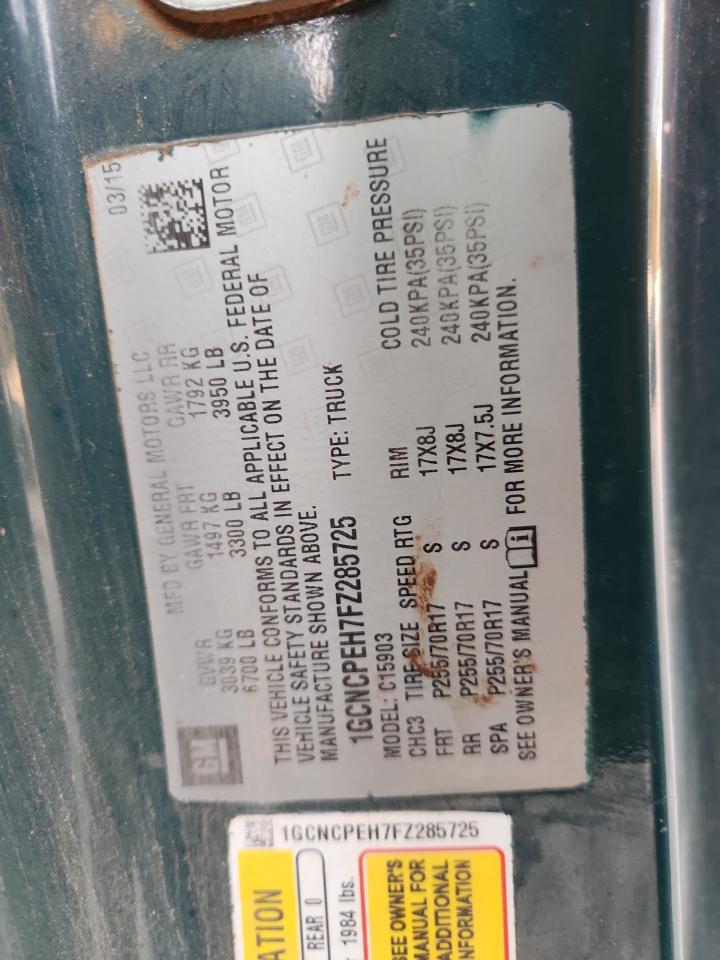 GM
MFD BY GENERAL MOTORS LLC 03/15
GVWR GAWR FRT GAWR RR
3039 KG 1497 KG 1792 KG
6700 LB 3300 LB 3950 LB
THIS VEHICLE CONFORMS TO ALL APPLICABLE U.S. FEDERAL MOTOR
VEHICLE SAFETY STANDARDS IN EFFECT ON THE DATE OF
MANUFACTURE SHOWN ABOVE.
1GCNCPEH7FZ285725 TYPE: TRUCK
MODEL: C15903
CHC3 TIRE SIZE SPEED RTG RIM COLD TIRE PRESSURE
FRT P255/70R17 S 17X8J 240KPA(35PSI)
RR P255/70R17 S 17X8J 240KPA(35PSI)
SPA P265/70R17 S 17X7.5J 240KPA(35PSI)
SEE OWNER'S MANUAL FOR MORE INFORMATION.
1GCNCPEH7FZ285725
ATION
REAR 0
1984 lbs.
SEE OWNER'S
MANUAL FOR
ADDITIONAL
INFORMATION